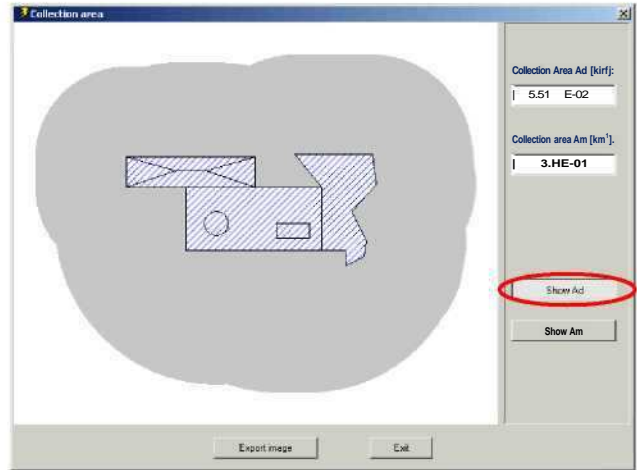 Collection area
Collection Area Ad [kirfj:
5.51 E-02
Collection area Am [km¹].
3.HE-01
Show Ad
Show Am
Export image
Exit